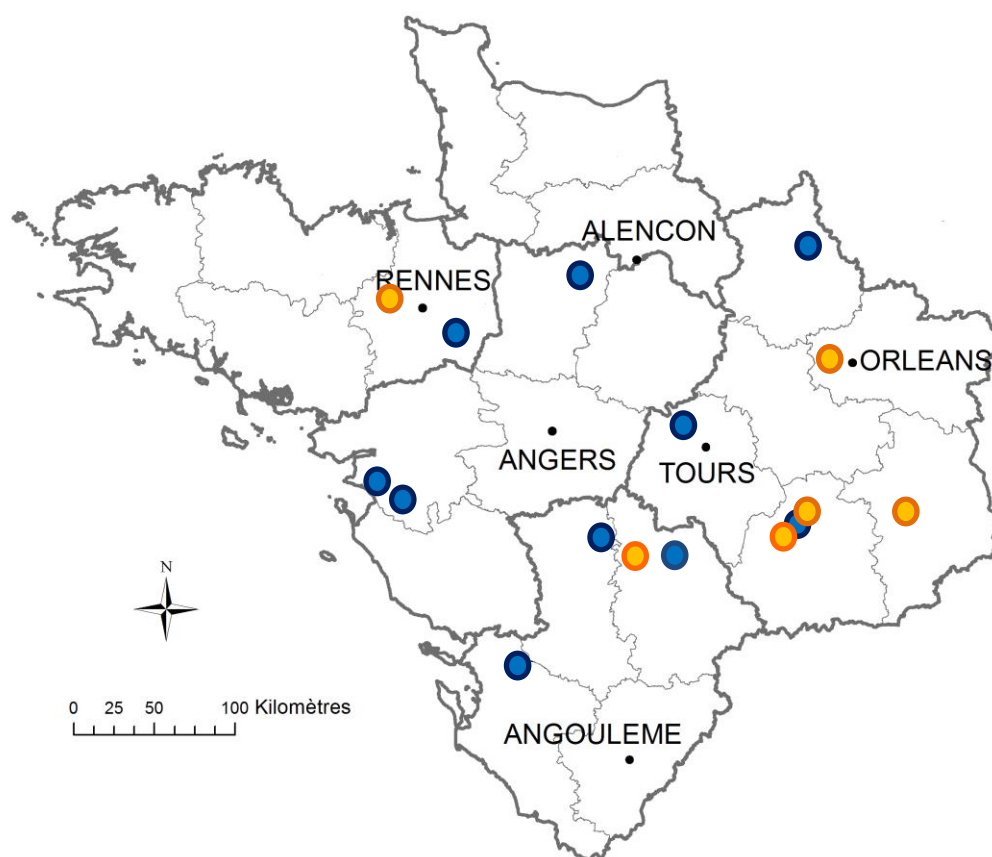 ALENCON
RENNES
ORLEANS
ANGERS
TOURS
N
0 25 50 100 Kilomètres
ANGOULEME